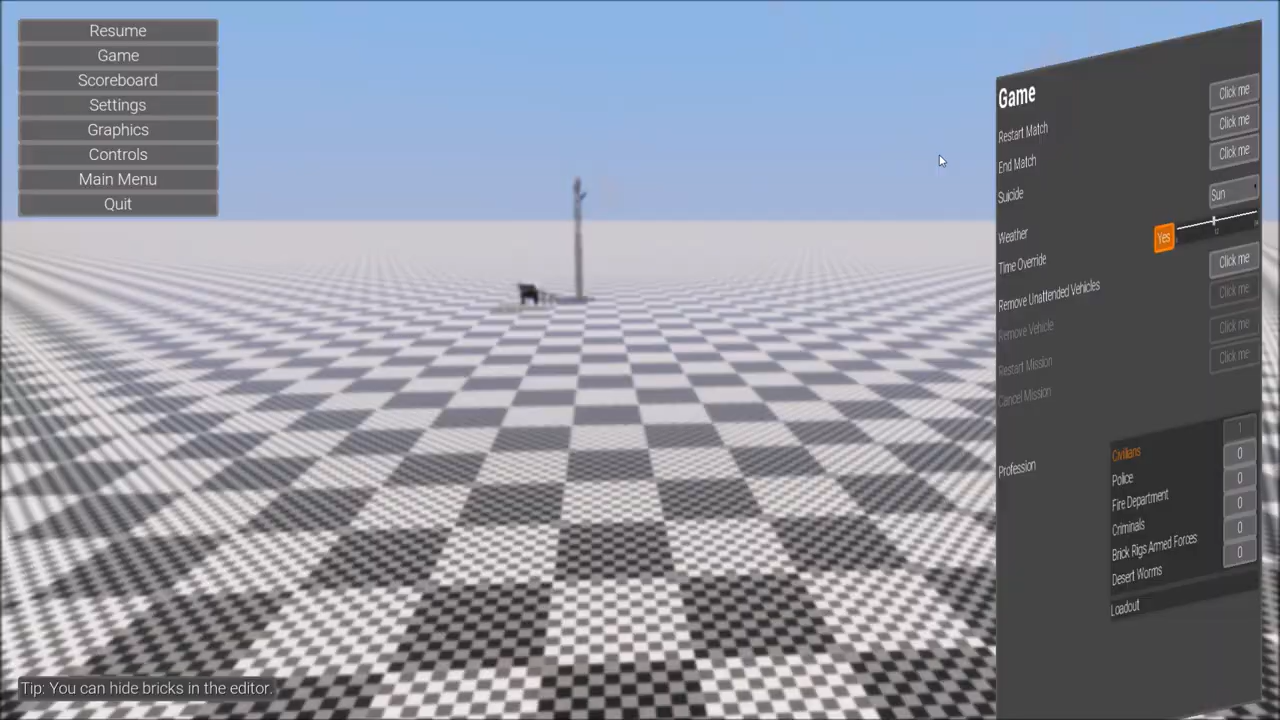 Resume
Game
Scoreboard
Settings
Graphics
Controls
Main Menu
Quit
Game
Restart Match Click me
End Match Click me
Suicide Click me
Weather Sun
Time Override Yes
Remove Unattended Vehicles Click me
Remove Vehicle Click me
Restart Mission Click me
Cancel Mission Click me
Profession
Civilians 1
Police 0
Fire Department 0
Criminals 0
Brick Rigs Armed Forces 0
Desert Worms 0
Loadout
Tip: You can hide bricks in the editor.